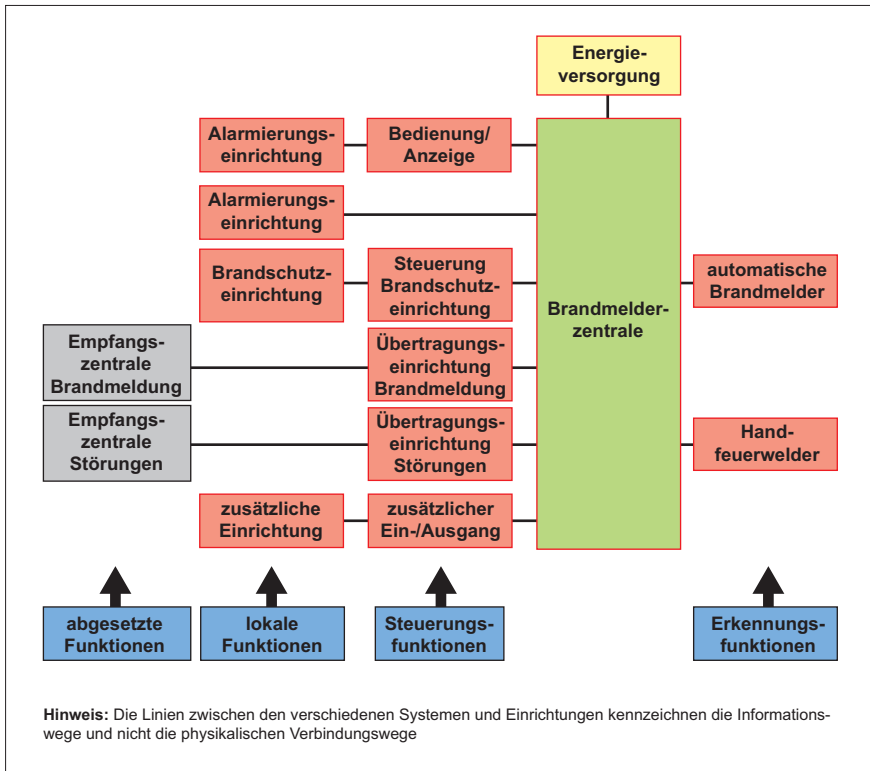 Energie-
versorgung
Alarmierungs-
einrichtung
Bedienung/
Anzeige
Alarmierungs-
einrichtung
Brandschutz-
einrichtung
Steuerung
Brandschutz-
einrichtung
Brandmelder-
zentrale
automatische
Brandmelder
Empfangs-
zentrale
Brandmeldung
Übertragungs-
einrichtung
Brandmeldung
Empfangs-
zentrale
Störungen
Übertragungs-
einrichtung
Störungen
Hand-
feuerwelder
zusätzliche
Einrichtung
zusätzlicher
Ein-/Ausgang
abgesetzte
Funktionen
lokale
Funktionen
Steuerungs-
funktionen
Erkennungs-
funktionen
Hinweis: Die Linien zwischen den verschiedenen Systemen und Einrichtungen kennzeichnen die Informations-
wege und nicht die physikalischen Verbindungswege